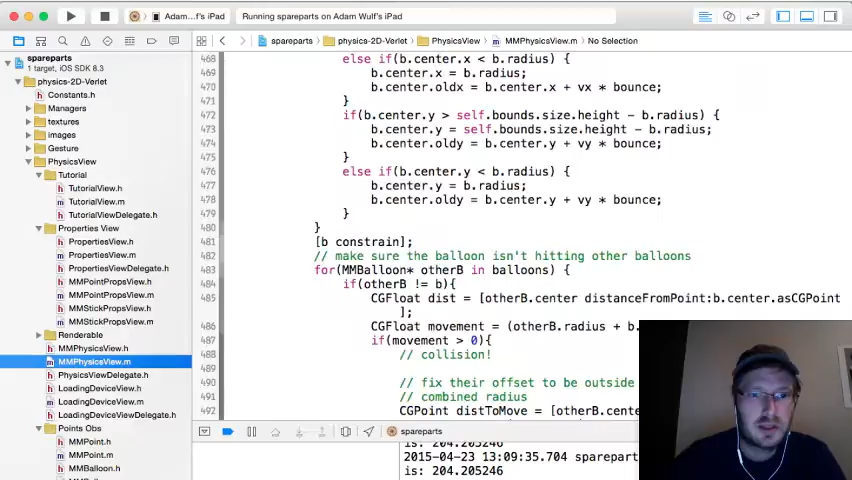 Adam...f's iPad
Running spareparts on Adam Wulf's iPad
spareparts
physics-2D-Verlet
PhysicsView
MMPhysicsView.m
No Selection
spareparts
1 target, iOS SDK 8.3
physics-2D-Verlet
Constants.h
Managers
textures
images
Gesture
PhysicsView
Tutorial
TutorialView.h
TutorialView.m
TutorialViewDelegate.h
Properties View
PropertiesView.h
PropertiesView.m
PropertiesViewDelegate.h
MMPointPropsView.h
MMPointPropsView.m
MMStickPropsView.h
MMStickPropsView.m
Renderable
MMPhysicsView.h
MMPhysicsView.m
PhysicsViewDelegate.h
LoadingDeviceView.h
LoadingDeviceView.m
LoadingDeviceViewDelegate.h
Points Obs
MMPoint.h
MMPoint.m
MMBalloon.h
468 else if(b.center.x < b.radius) {
469 b.center.x = b.radius;
470 b.center.oldx = b.center.x + vx * bounce;
471 }
472 if(b.center.y > self.bounds.size.height - b.radius) {
473 b.center.y = self.bounds.size.height - b.radius;
474 b.center.oldy = b.center.y + vy * bounce;
475 }
476 else if(b.center.y < b.radius) {
477 b.center.y = b.radius;
478 b.center.oldy = b.center.y + vy * bounce;
479 }
480 }
481 [b constrain];
482 // make sure the balloon isn't hitting other balloons
483 for(MMBalloon* otherB in balloons) {
484 if(otherB != b){
485 CGFloat dist = [otherB.center distanceFromPoint:b.center.asCGPoint
];
486 CGFloat movement = (otherB.radius + b.
487 if(movement > 0){
488 // collision!
489
490 // fix their offset to be outside
491 // combined radius
492 CGPoint distToMove = [otherB.cente
spareparts
is: 204.205246
2015-04-23 13:09:35.704 sparepart
is: 204.205246